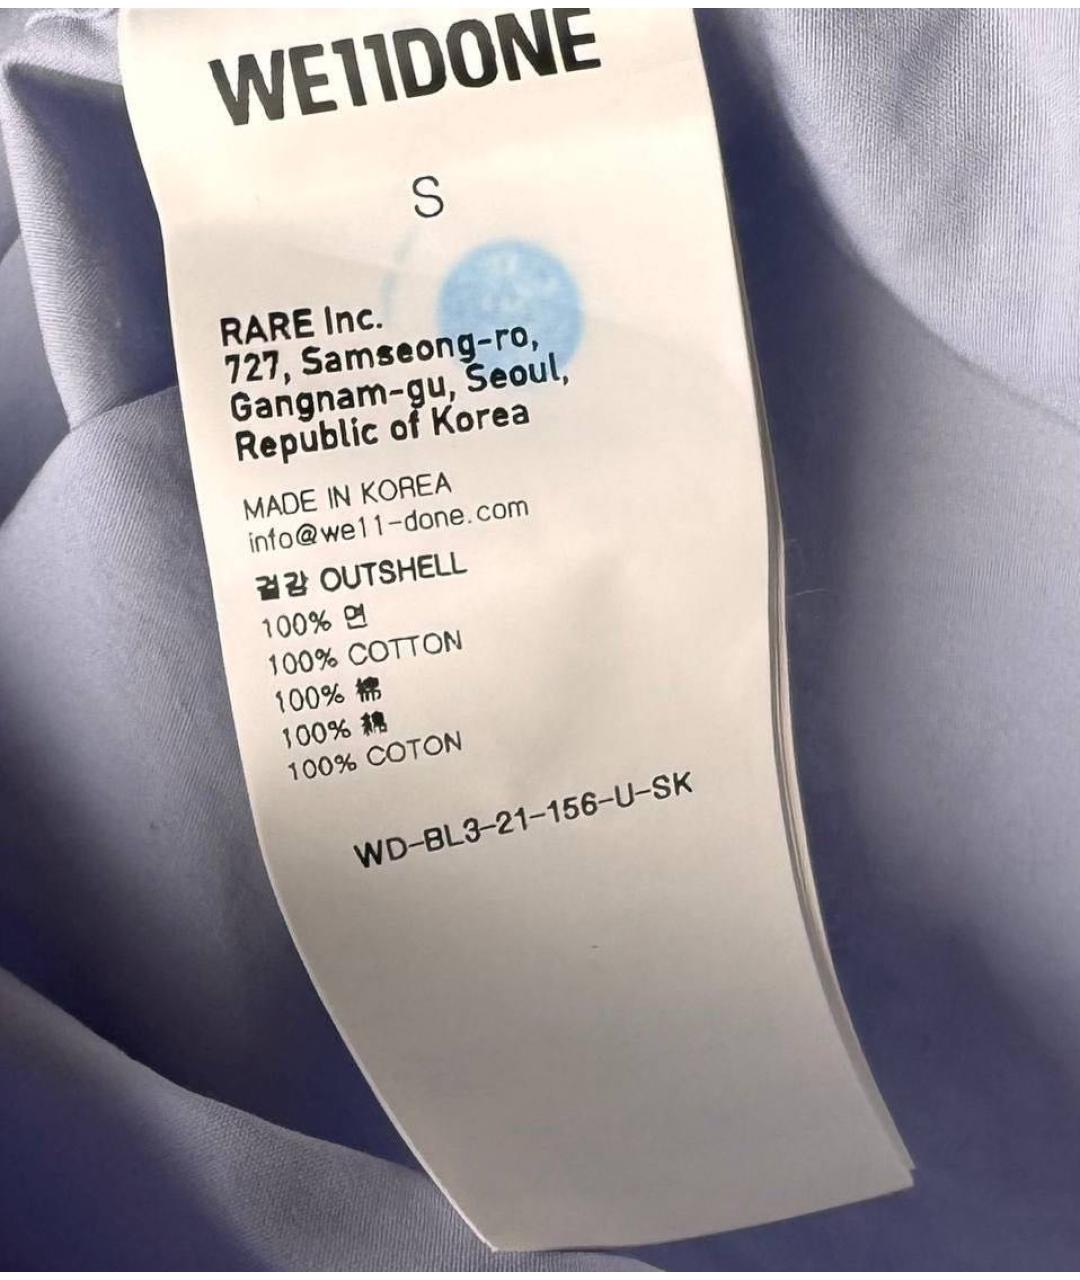 WE11DONE
S
RARE Inc.
727, Samseong-ro,
Gangnam-gu, Seoul,
Republic of Korea
MADE IN KOREA
info@we11-done.com
겉감 OUTSHELL
100% 면
100% COTTON
100% 棉
100% 綿
100% COTON
WD-BL3-21-156-U-SK